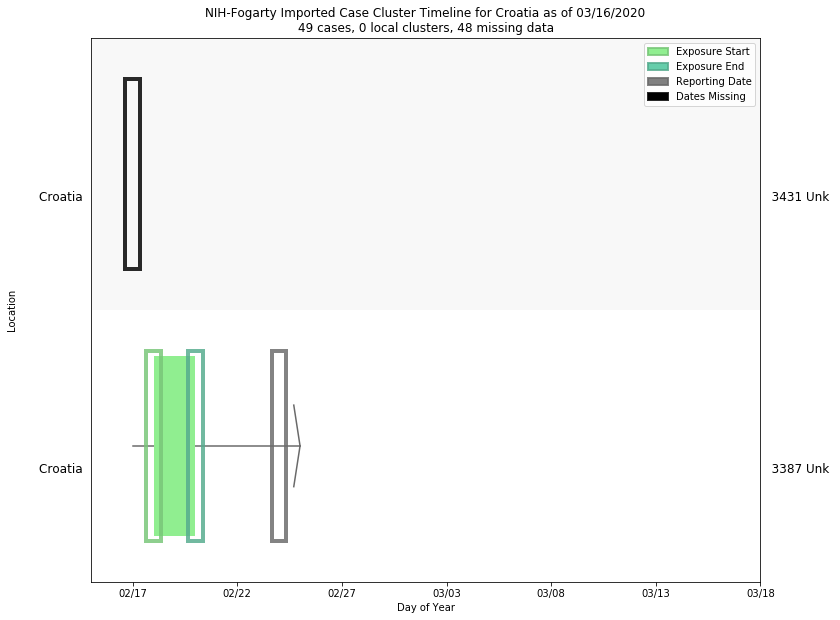 NIH-Fogarty Imported Case Cluster Timeline for Croatia as of 03/16/2020
49 cases, 0 local clusters, 48 missing data
Exposure Start
Exposure End
Reporting Date
Dates Missing
Croatia
3431 Unk
Location
Croatia
3387 Unk
02/17 02/22 02/27 03/03 03/08 03/13 03/18
Day of Year